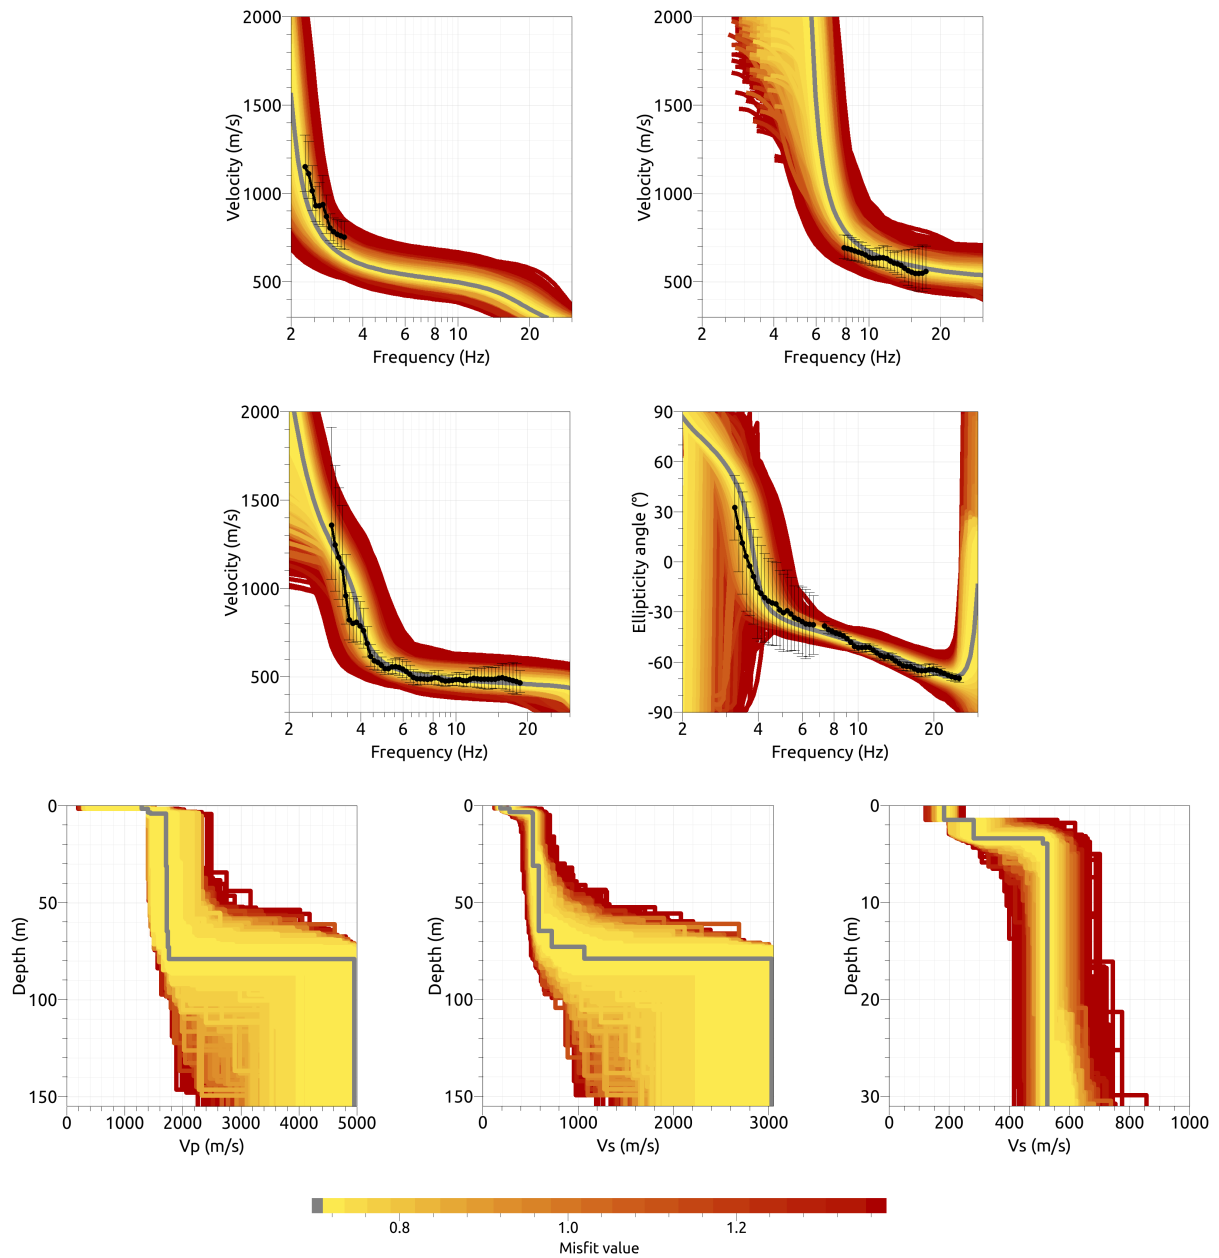 2000 2000
1500 1500
Velocity (m/s) Velocity (m/s)
1000 1000
500 500
2 4 6 8 10 20 2 4 6 8 10 20
Frequency (Hz) Frequency (Hz)
2000 90
60
1500 30
Velocity (m/s) Ellipticity angle (°)
0
1000 -30
500 -60
-90
2 4 6 8 10 20 2 4 6 8 10 20
Frequency (Hz) Frequency (Hz)
0 0 0
50 50 10
Depth (m) Depth (m) Depth (m)
100 100 20
150 150 30
0 1000 2000 3000 4000 5000 0 1000 2000 3000 0 200 400 600 800 1000
Vp (m/s) Vs (m/s) Vs (m/s)
0.8 1.0 1.2
Misfit value